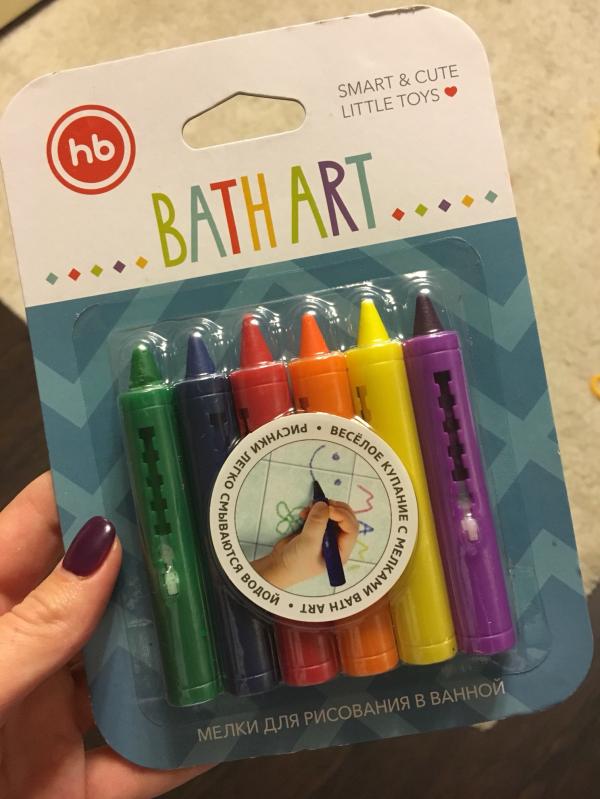 hb
SMART & CUTE
LITTLE TOYS
BATH ART
ВЕСЁЛОЕ КУПАНИЕ С МЕЛКАМИ BATH ART •
РИСУНКИ ЛЕГКО СМЫВАЮТСЯ ВОДОЙ •
МАМА
МЕЛКИ ДЛЯ РИСОВАНИЯ В ВАННОЙ